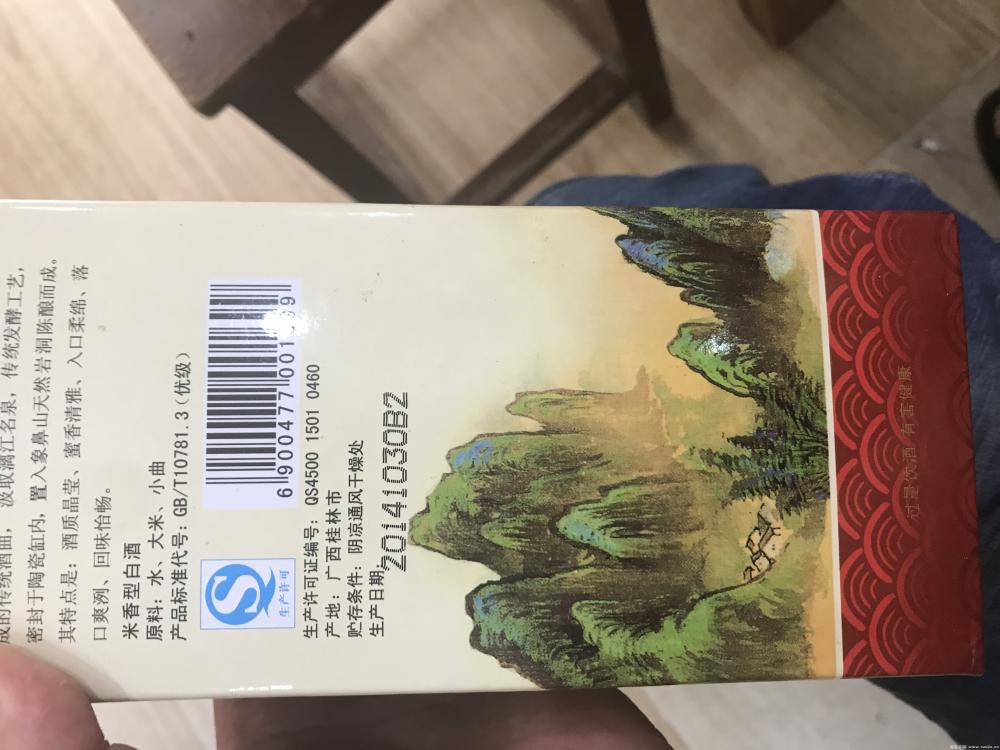 成的传统酒曲，汲取漓江名泉，传统发酵工艺，
密封于陶瓷缸内，置入象鼻山天然岩洞陈酿而成。
其特点是：酒质晶莹、蜜香清雅、入口柔绵、落
口爽冽、回味怡畅。
米香型白酒
原料：水、大米、小曲
产品标准代号：GB/T10781.3（优级）
生产许可
6 900477 001
生产许可证编号：QS4500 1501 0460
产地：广西桂林市
贮存条件：阴凉通风干燥处
生产日期：
20141030B2
过量饮酒 有害健康